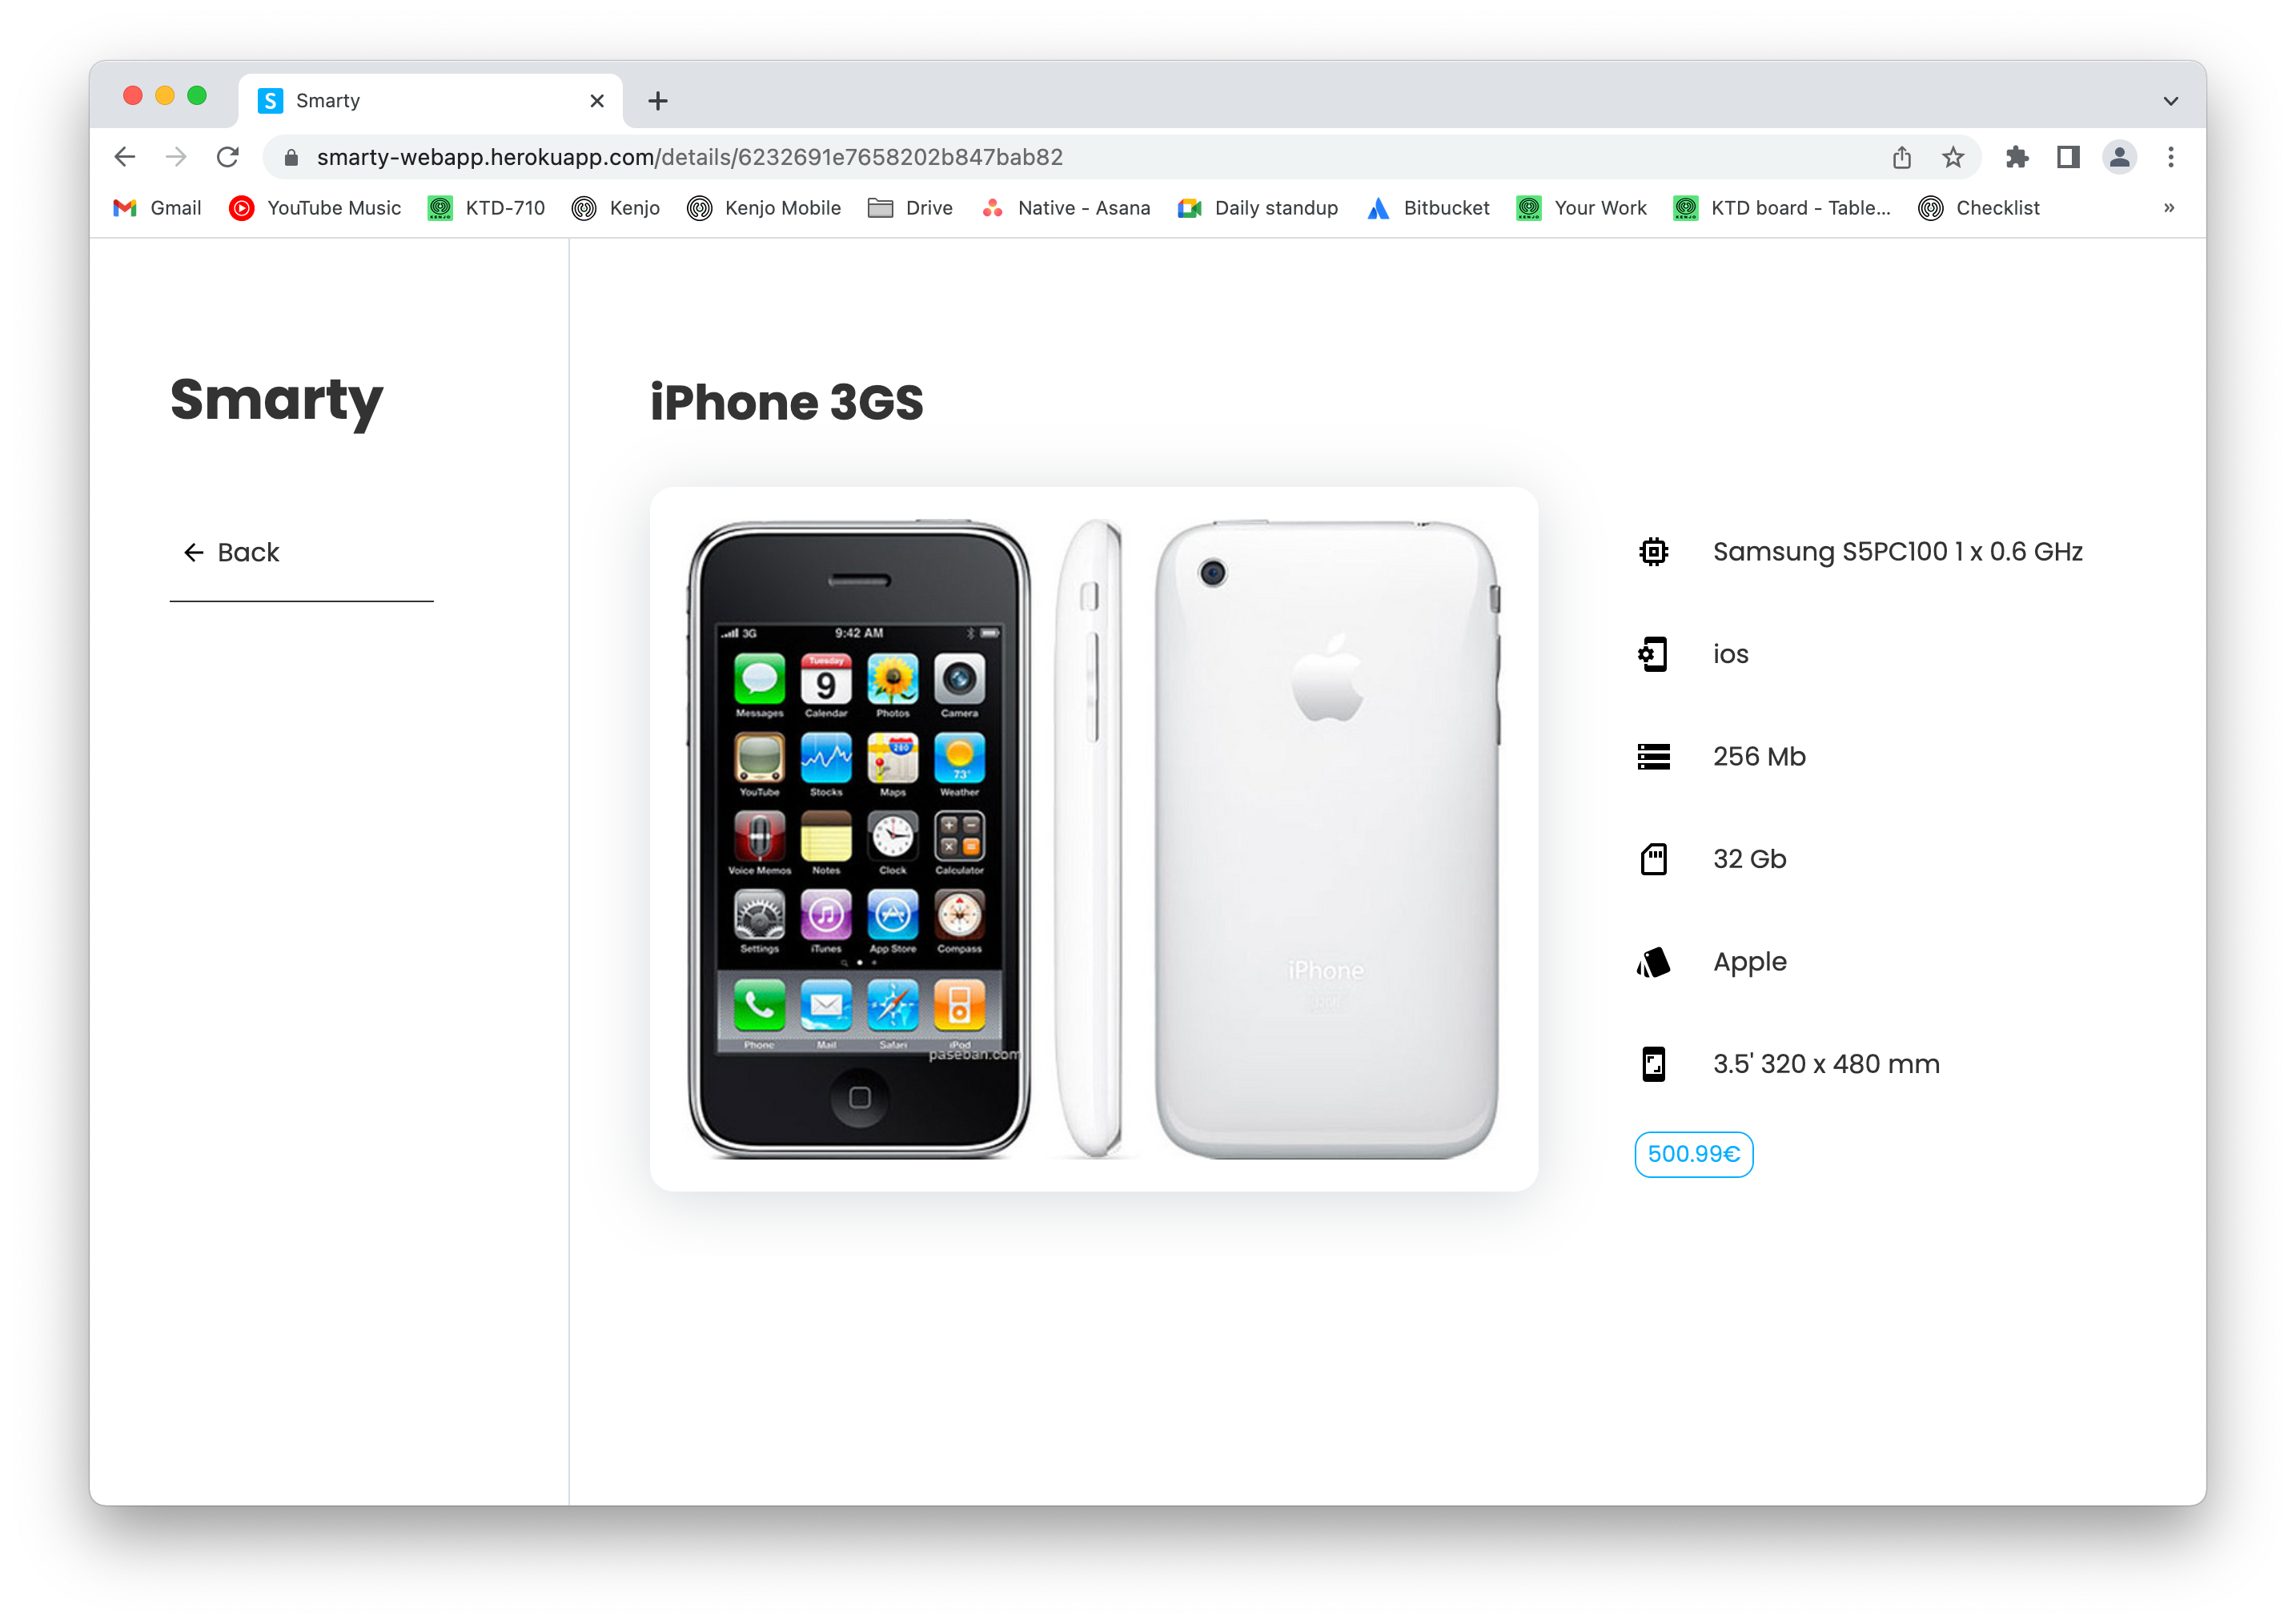 S Smarty
smarty-webapp.herokuapp.com/details/6232691e7658202b847bab82
Gmail YouTube Music KTD-710 Kenjo Kenjo Mobile Drive Native - Asana Daily standup Bitbucket Your Work KTD board - Table... Checklist »
Smarty
← Back
iPhone 3GS
3G 9:42 AM
Tuesday
9
Messages Calendar Photos Camera
280
73°
YouTube Stocks Maps Weather
Voice Memos Notes Clock Calculator
Settings iTunes App Store Compass
Phone Mail Safari iPod
paseban.com
iPhone
Samsung S5PC100 1 x 0.6 GHz
ios
256 Mb
32 Gb
Apple
3.5' 320 x 480 mm
500.99€